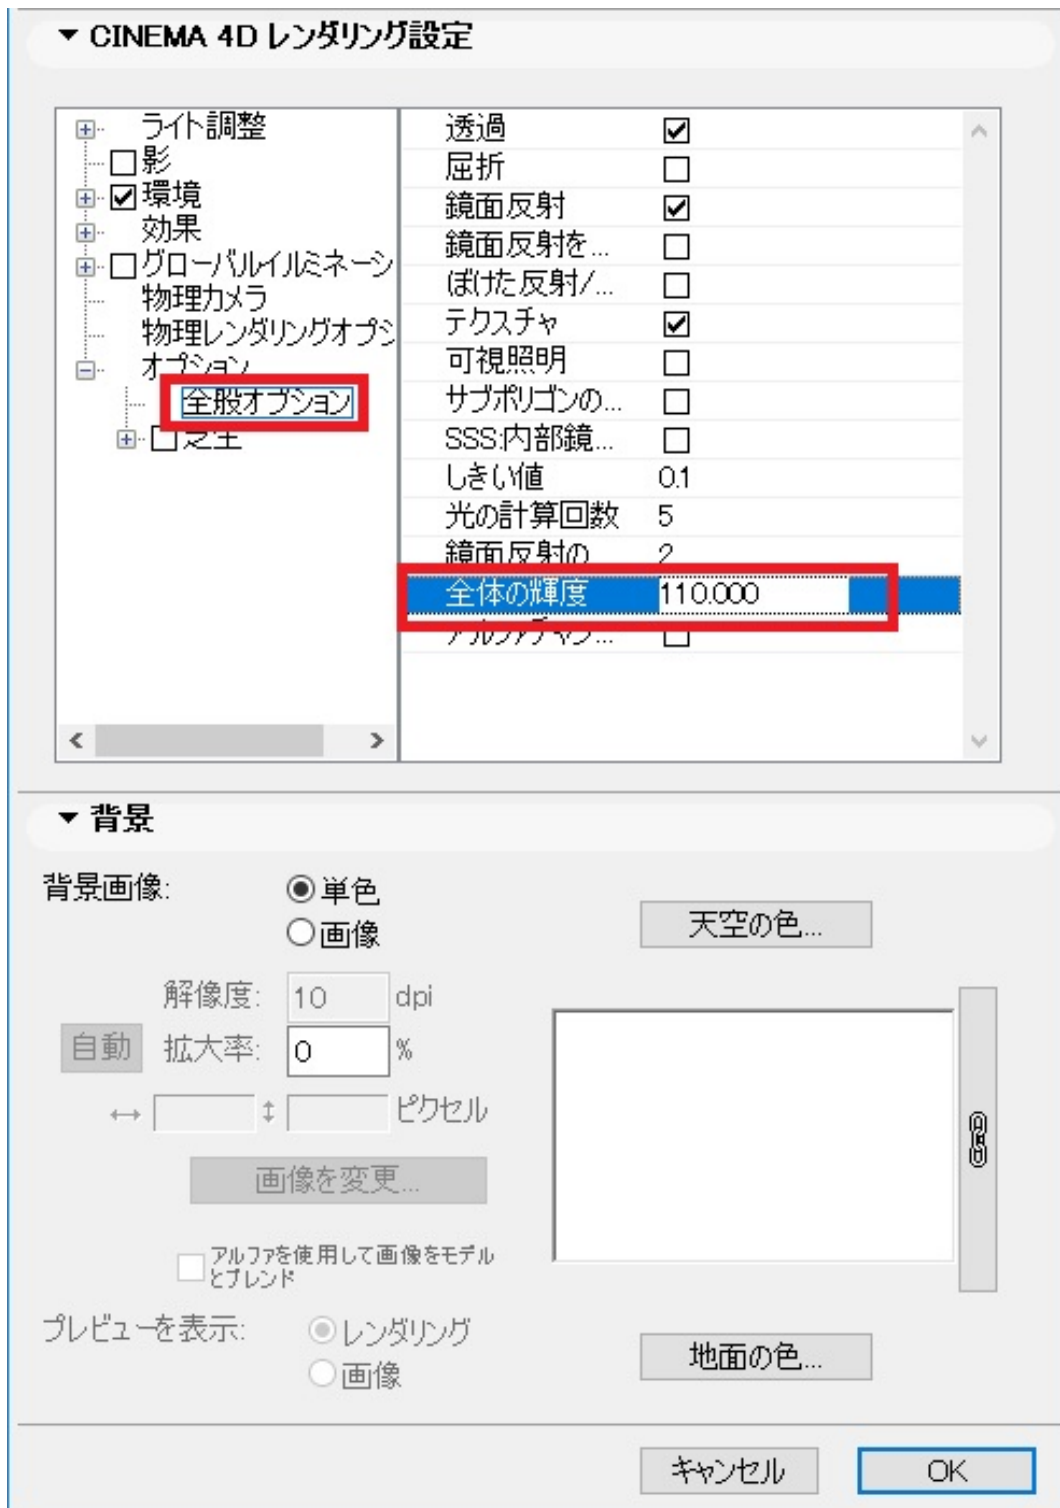 ▼ CINEMA 4D レンダリング設定
ライト調整
影
環境
効果
グローバルイルミネーシ
物理カメラ
物理レンダリングオプシ
オプション
全般オプション
芝生
透過
屈折
鏡面反射
鏡面反射を...
ぼけた反射/...
テクスチャ
可視照明
サブポリゴンの...
SSS:内部鏡...
しきい値 0.1
光の計算回数 5
鏡面反射の 2
全体の輝度 110.000
アルファチャン...
▼ 背景
背景画像:
単色
画像
天空の色...
解像度: 10 dpi
自動 拡大率: 0 %
ピクセル
画像を変更...
アルファを使用して画像をモデル
とブレンド
プレビューを表示:
レンダリング
画像
地面の色...
キャンセル OK